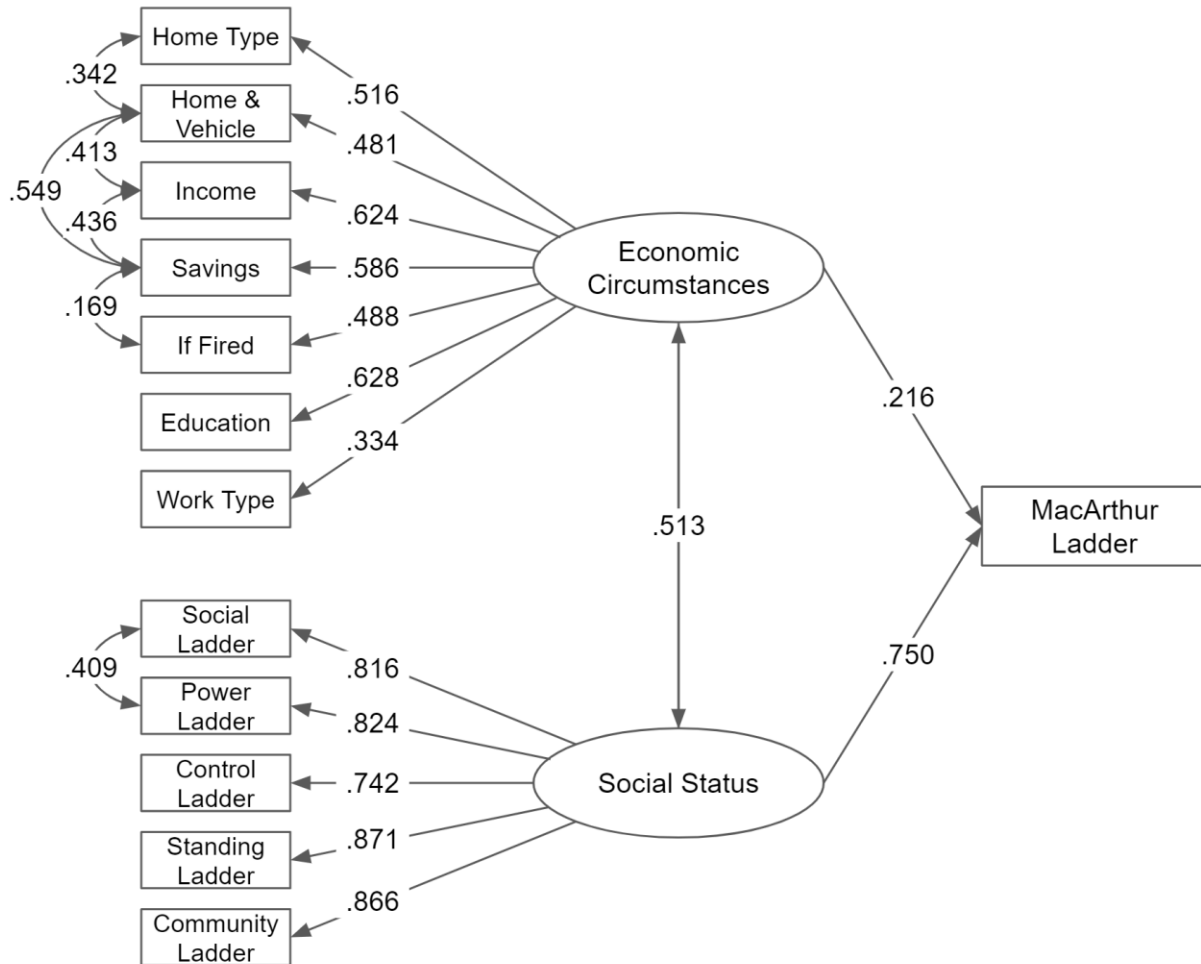 Home Type
.342
.516
Home &
Vehicle
.481
.413
.549
Income
.624
.436
Economic
Circumstances
Savings
.586
.169
If Fired
.488
.628
.216
Education
.334
Work Type
MacArthur
Ladder
.513
Social
Ladder
.409
.816
.750
Power
Ladder
.824
Control
Ladder
.742
Social Status
Standing
Ladder
.871
.866
Community
Ladder